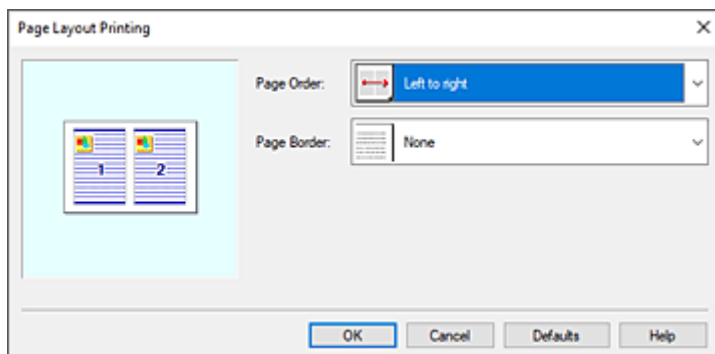 Page Layout Printing
Page Order: Left to right
Page Border: None
1 2
OK Cancel Defaults Help